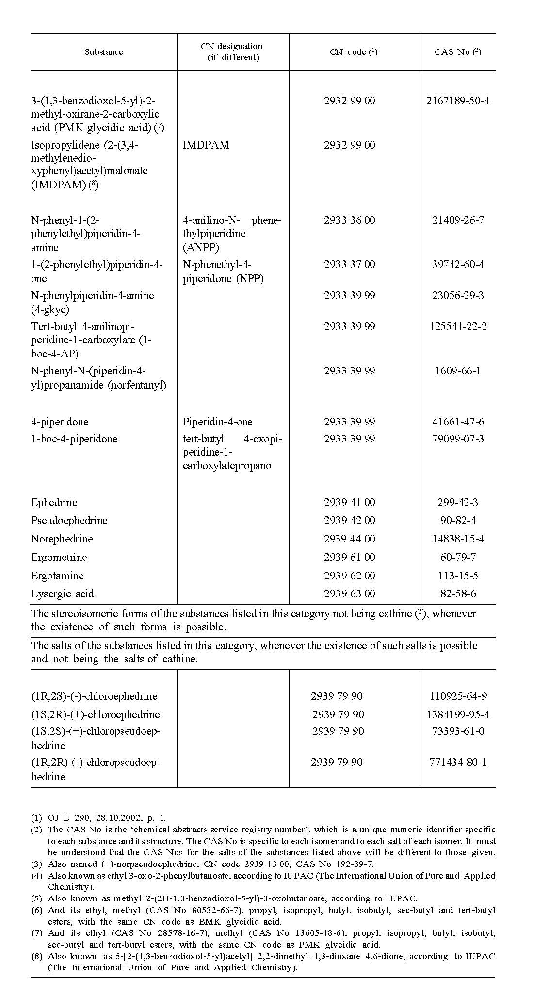 Substance
CN designation
(if different)
CN code (1)
CAS No (2)
3-(1,3-benzodioxol-5-yl)-2-
methyl-oxirane-2-carboxylic
acid (PMK glycidic acid) (7)
2932 99 00
2167189-50-4
Isopropylidene (2-(3,4-
methylenedio-
xyphenyl)acetyl)malonate
(IMDPAM) (8)
IMDPAM
2932 99 00
N-phenyl-1-(2-
phenylethyl)piperidin-4-
amine
4-anilino-N- phene-
thylpiperidine
(ANPP)
2933 36 00
21409-26-7
1-(2-phenylethyl)piperidin-4-
one
N-phenethyl-4-
piperidone (NPP)
2933 37 00
39742-60-4
N-phenylpiperidin-4-amine
(4-gkyc)
2933 39 99
23056-29-3
Tert-butyl 4-anilinopi-
peridine-1-carboxylate (1-
boc-4-AP)
2933 39 99
125541-22-2
N-phenyl-N-(piperidin-4-
yl)propanamide (norfentanyl)
2933 39 99
1609-66-1
4-piperidone
Piperidin-4-one
2933 39 99
41661-47-6
1-boc-4-piperidone
tert-butyl 4-oxopi-
peridine-1-
carboxylatepropano
2933 39 99
79099-07-3
Ephedrine
2939 41 00
299-42-3
Pseudoephedrine
2939 42 00
90-82-4
Norephedrine
2939 44 00
14838-15-4
Ergometrine
2939 61 00
60-79-7
Ergotamine
2939 62 00
113-15-5
Lysergic acid
2939 63 00
82-58-6
The stereoisomeric forms of the substances listed in this category not being cathine (3), whenever
the existence of such forms is possible.
The salts of the substances listed in this category, whenever the existence of such salts is possible
and not being the salts of cathine.
(1R,2S)-(-)-chloroephedrine
2939 79 90
110925-64-9
(1S,2R)-(+)-chloroephedrine
2939 79 90
1384199-95-4
(1S,2S)-(+)-chloropseudoep-
hedrine
2939 79 90
73393-61-0
(1R,2R)-(-)-chloropseudoep-
hedrine
2939 79 90
771434-80-1
(1) OJ L 290, 28.10.2002, p. 1.
(2) The CAS No is the ‘chemical abstracts service registry number’, which is a unique numeric identifier specific
to each substance and its structure. The CAS No is specific to each isomer and to each salt of each isomer. It must
be understood that the CAS Nos for the salts of the substances listed above will be different to those given.
(3) Also named (+)-norpseudoephedrine, CN code 2939 43 00, CAS No 492-39-7.
(4) Also known as ethyl 3-oxo-2-phenylbutanoate, according to IUPAC (The International Union of Pure and Applied
Chemistry).
(5) Also known as methyl 2-(2H-1,3-benzodioxol-5-yl)-3-oxobutanoate, according to IUPAC.
(6) And its ethyl, methyl (CAS No 80532-66-7), propyl, isopropyl, butyl, isobutyl, sec-butyl and tert-butyl
esters, with the same CN code as BMK glycidic acid.
(7) And its ethyl (CAS No 28578-16-7), methyl (CAS No 13605-48-6), propyl, isopropyl, butyl, isobutyl,
sec-butyl and tert-butyl esters, with the same CN code as PMK glycidic acid.
(8) Also known as 5-[2-(1,3-benzodioxol-5-yl)acetyl]–2,2-dimethyl–1,3-dioxane–4,6-dione, according to IUPAC
(The International Union of Pure and Applied Chemistry).